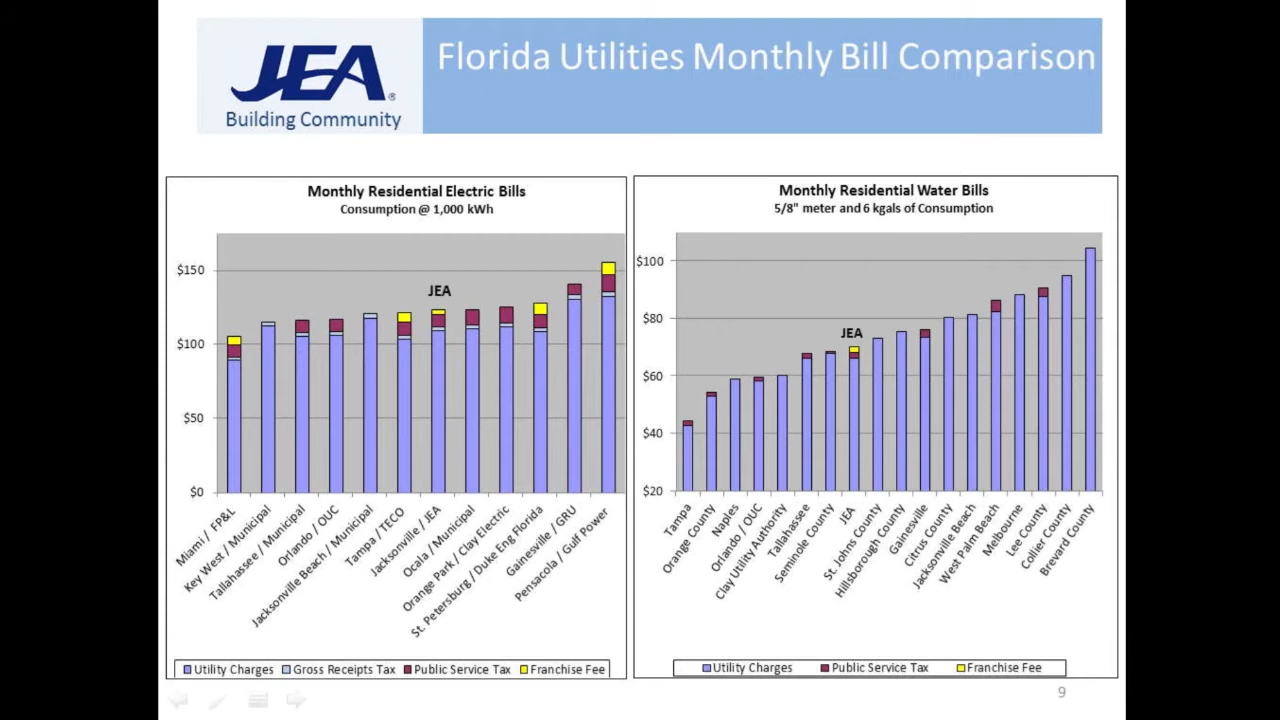 JEA®
Building Community
Florida Utilities Monthly Bill Comparison
Monthly Residential Electric Bills
Consumption @ 1,000 kWh
$150
$100
$50
$0
JEA
Miami / FP&L
Key West / Municipal
Tallahassee / Municipal
Orlando / OUC
Jacksonville Beach / Municipal
Tampa / TECO
Jacksonville / JEA
Ocala / Municipal
Orange Park / Clay Electric
St. Petersburg / Duke Eng Florida
Gainesville / GRU
Pensacola / Gulf Power
Utility Charges Gross Receipts Tax Public Service Tax Franchise Fee
Monthly Residential Water Bills
5/8" meter and 6 kgals of Consumption
$100
$80
$60
$40
$20
JEA
Tampa
Orange County
Naples
Orlando / OUC
Clay Utility Authority
Tallahassee
Seminole County
JEA
St. Johns County
Hillsborough County
Gainesville
Citrus County
Jacksonville Beach
West Palm Beach
Melbourne
Lee County
Collier County
Brevard County
Utility Charges Public Service Tax Franchise Fee
9